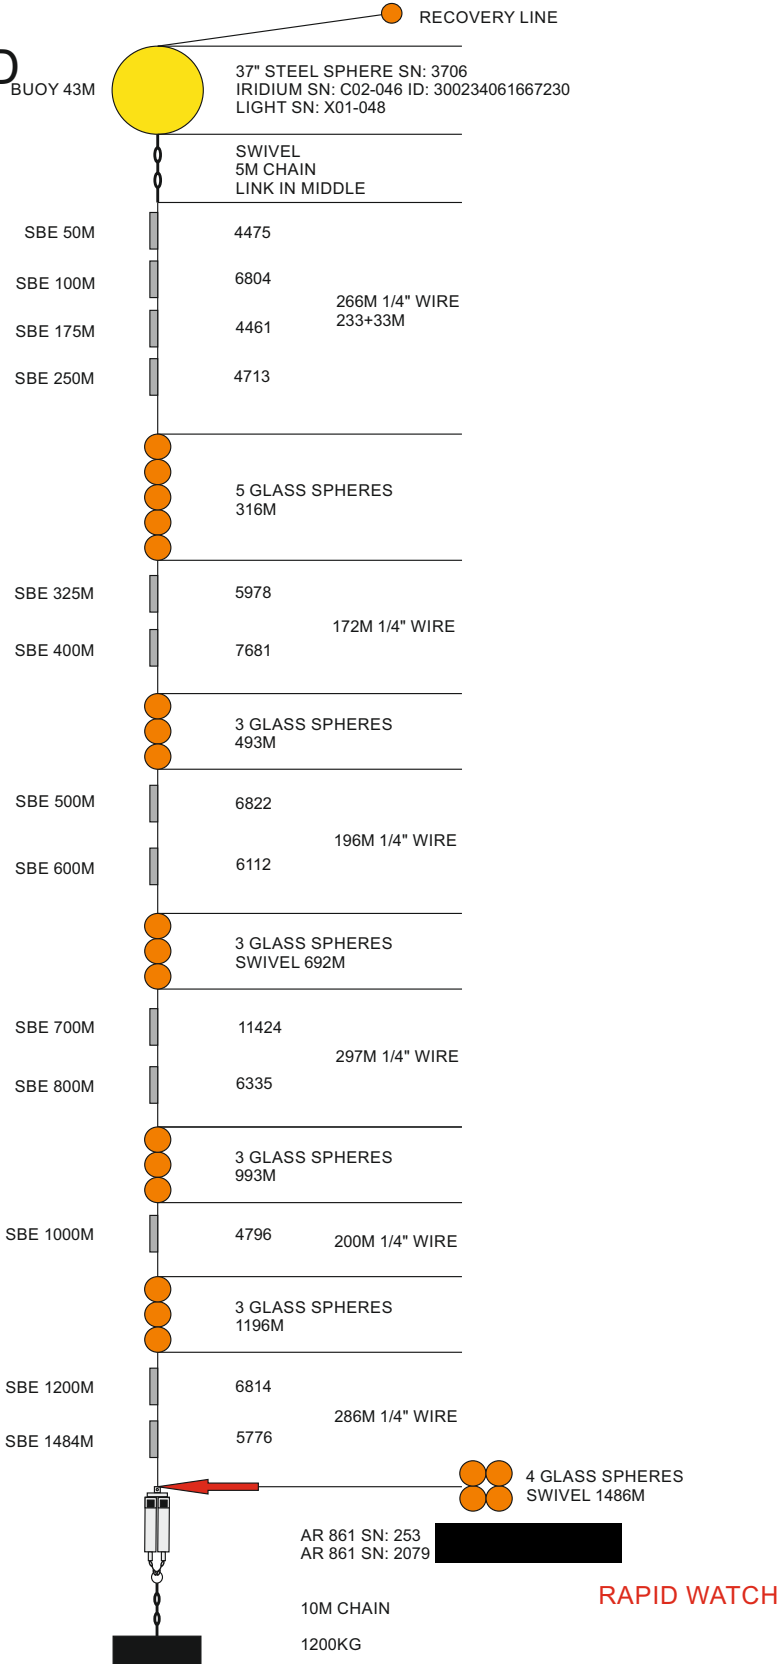 RECOVERY LINE
D
BUOY 43M
37" STEEL SPHERE SN: 3706
IRIDIUM SN: C02-046 ID: 300234061667230
LIGHT SN: X01-048
SWIVEL
5M CHAIN
LINK IN MIDDLE
SBE 50M 4475
SBE 100M 6804
266M 1/4" WIRE
233+33M
SBE 175M 4461
SBE 250M 4713
5 GLASS SPHERES
316M
SBE 325M 5978
172M 1/4" WIRE
SBE 400M 7681
3 GLASS SPHERES
493M
SBE 500M 6822
196M 1/4" WIRE
SBE 600M 6112
3 GLASS SPHERES
SWIVEL 692M
SBE 700M 11424
297M 1/4" WIRE
SBE 800M 6335
3 GLASS SPHERES
993M
SBE 1000M 4796
200M 1/4" WIRE
3 GLASS SPHERES
1196M
SBE 1200M 6814
286M 1/4" WIRE
SBE 1484M 5776
4 GLASS SPHERES
SWIVEL 1486M
AR 861 SN: 253
AR 861 SN: 2079
RAPID WATCH
10M CHAIN
1200KG